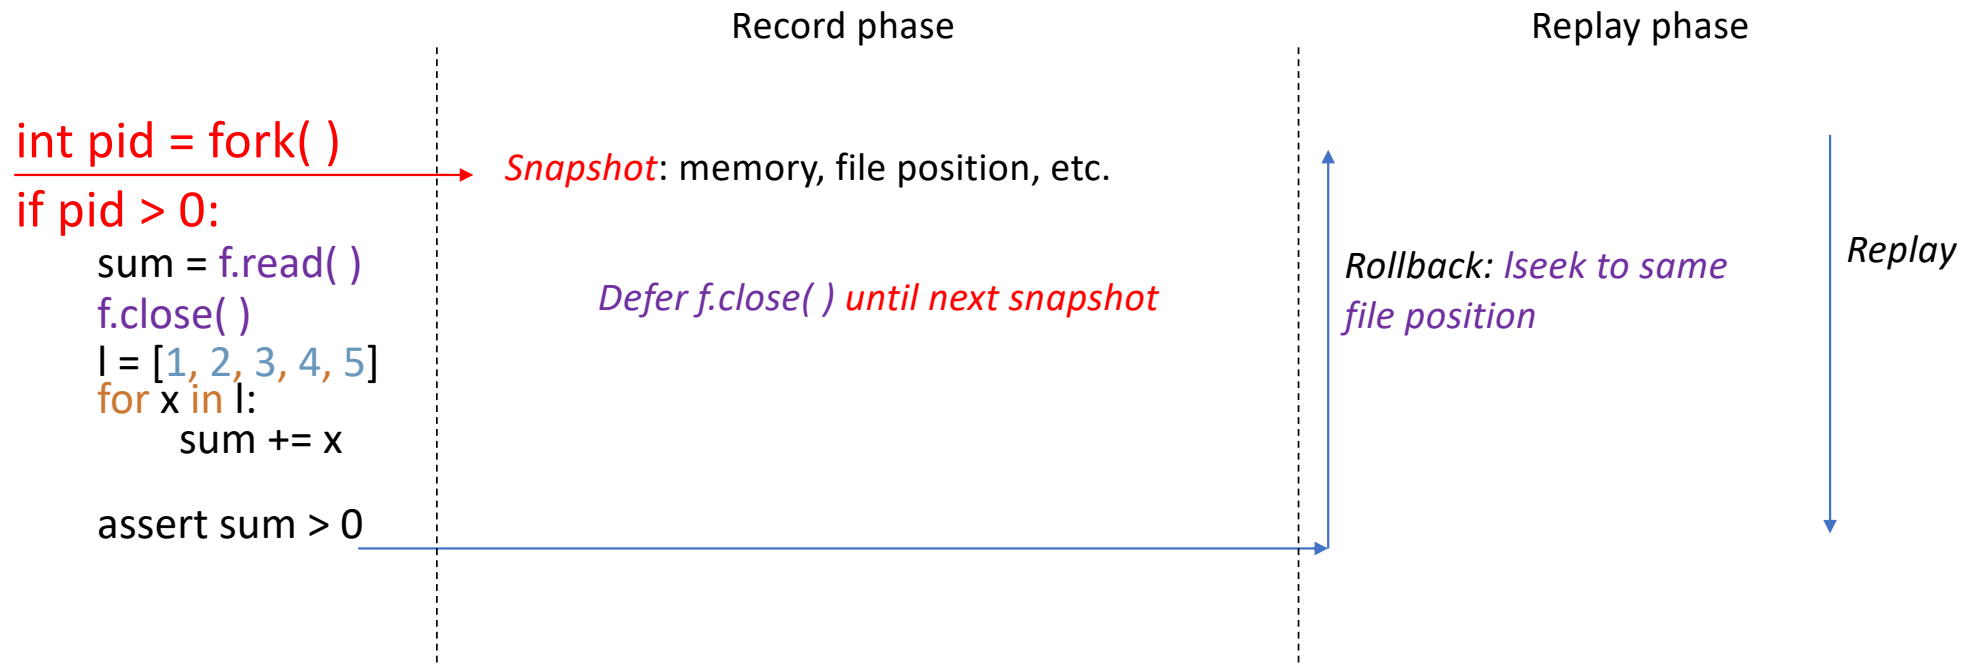 Record phase
Replay phase
int pid = fork( )
if pid > 0:
sum = f.read( )
f.close( )
l = [1, 2, 3, 4, 5]
for x in l:
sum += x
assert sum > 0
Snapshot: memory, file position, etc.
Defer f.close( ) until next snapshot
Rollback: lseek to same
file position
Replay